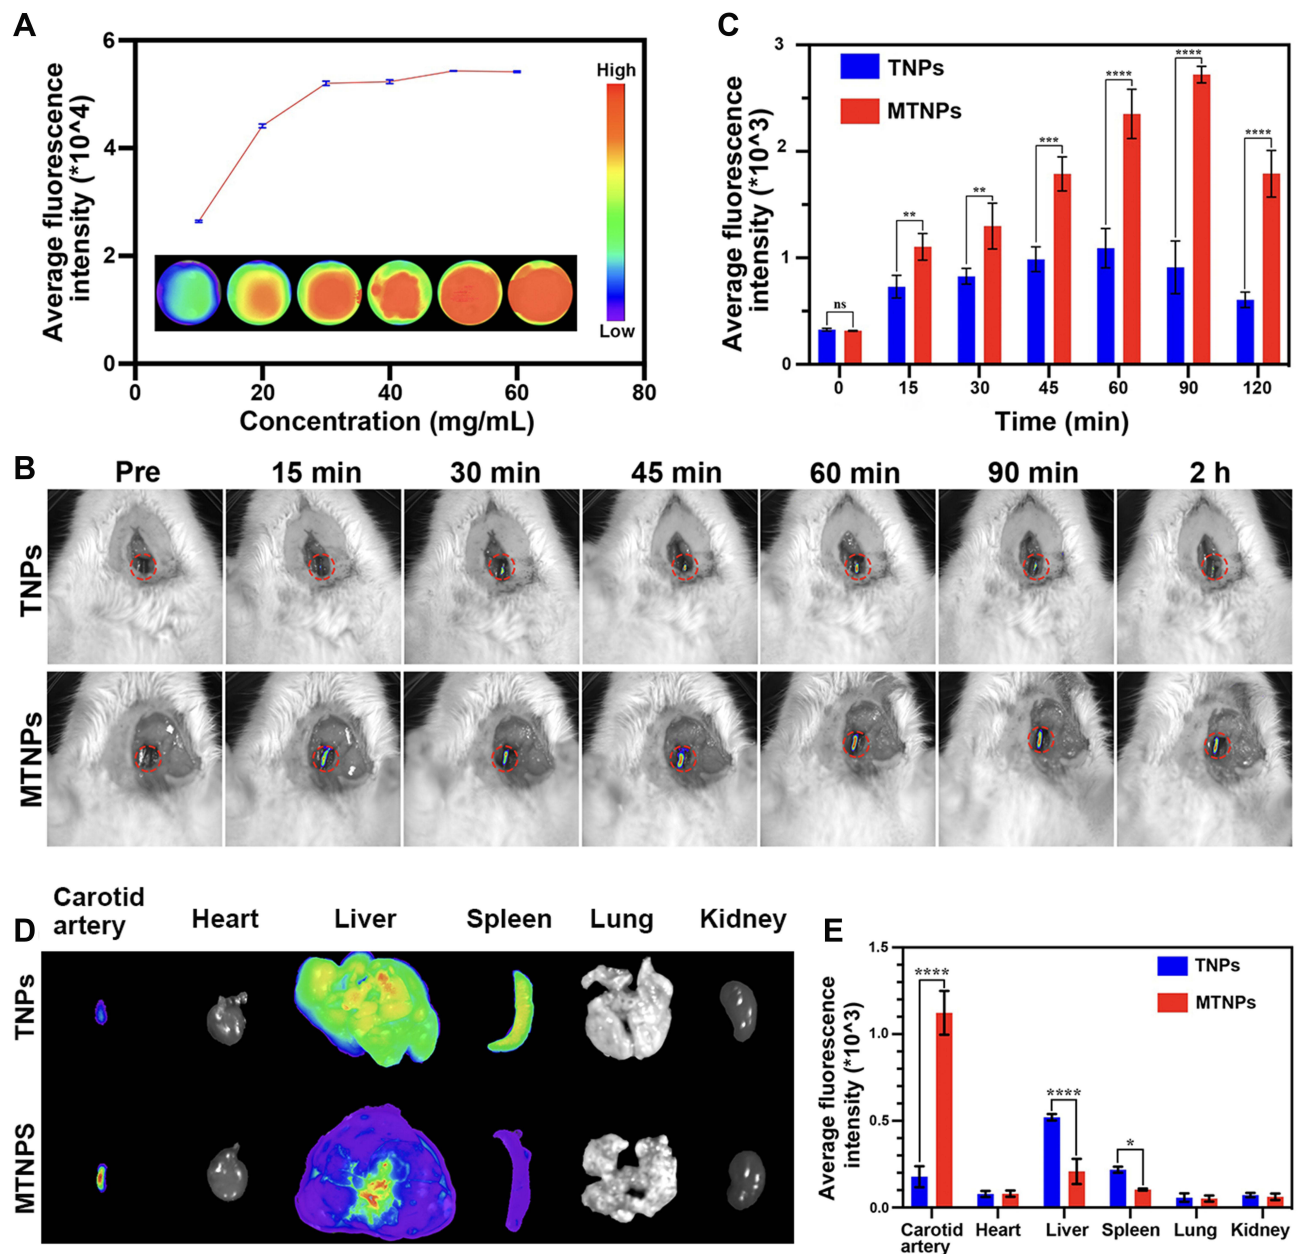 A
Average fluorescence
intensity (*10^4)
6
4
2
0
0 20 40 60 80
Concentration (mg/mL)
High
Low
C
Average fluorescence
intensity (*10^3)
3
2
1
0
TNPs
MTNPs
ns
**
**
***
****
****
****
0 15 30 45 60 90 120
Time (min)
B
Pre 15 min 30 min 45 min 60 min 90 min 2 h
TNPs
MTNPs
D
Carotid
artery
Heart Liver Spleen Lung Kidney
TNPs
MTNPS
E
Average fluorescence
intensity (*10^3)
1.5
1.0
0.5
0.0
TNPs
MTNPs
****
****
*
Carotid
artery
Heart Liver Spleen Lung Kidney